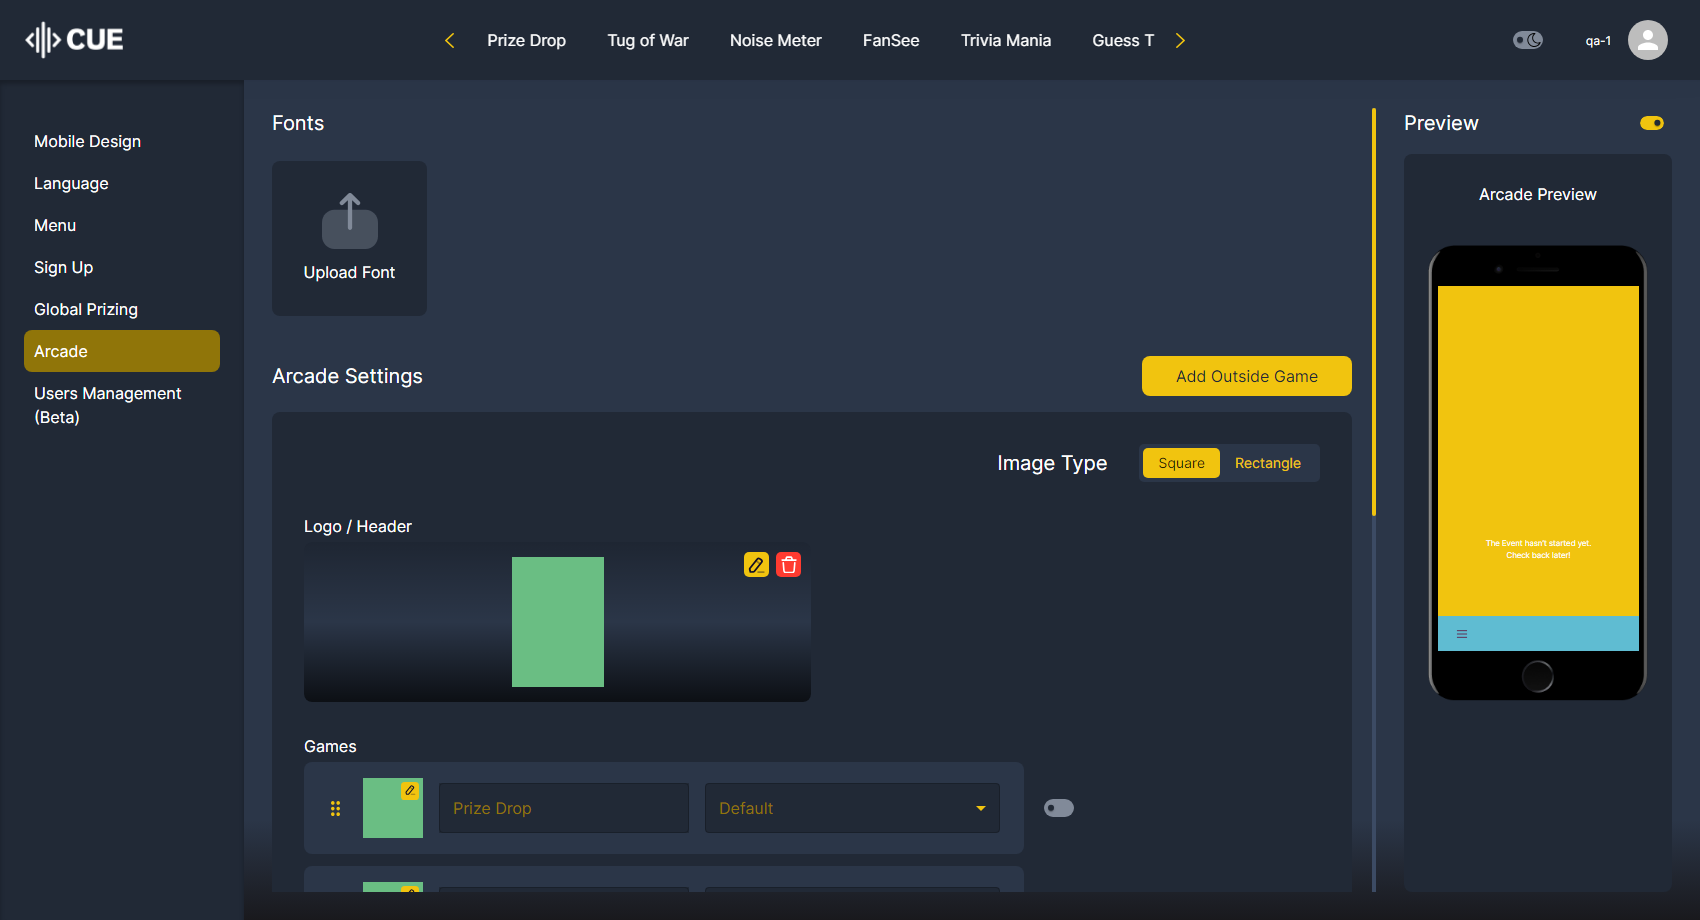 CUE
Prize Drop
Tug of War
Noise Meter
FanSee
Trivia Mania
Guess T
qa-1
Mobile Design
Language
Menu
Sign Up
Global Prizing
Arcade
Users Management
(Beta)
Fonts
Upload Font
Arcade Settings
Add Outside Game
Image Type
Square
Rectangle
Logo / Header
Games
Prize Drop
Default
Preview
Arcade Preview
The Event hasn't started yet.
Check back later!